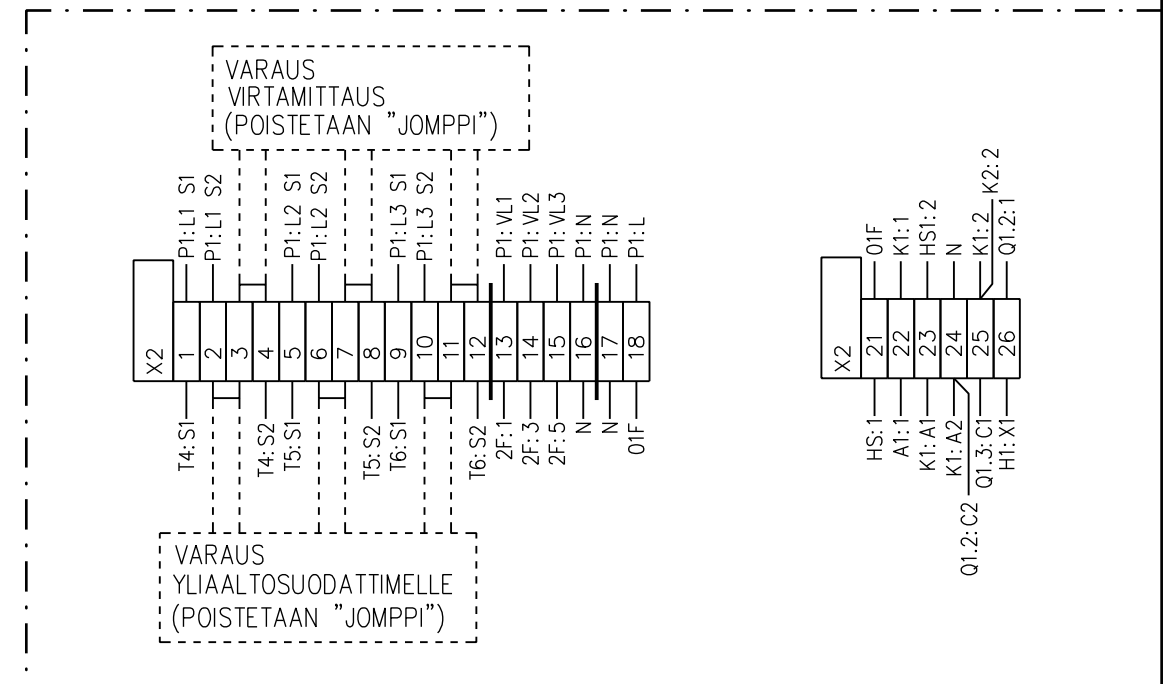 VARAUS
VIRTAMITTAUS
(POISTETAAN "JOMPPI")
P1:L1 S1
P1:L1 S2
P1:L2 S1
P1:L2 S2
P1:L3 S1
P1:L3 S2
P1:VL1
P1:VL2
P1:VL3
P1:N
P1:N
P1:L
X2
1
2
3
4
5
6
7
8
9
10
11
12
13
14
15
16
17
18
T4:S1
T4:S2
T5:S1
T5:S2
T6:S1
T6:S2
2F:1
2F:3
2F:5
N
N
01F
VARAUS
YLIAALTOSUODATTIMELLE
(POISTETAAN "JOMPPI")
01F
K1:1
HS1:2
N
K1:2
K2:2
Q1.2:1
X2
21
22
23
24
25
26
HS:1
A1:1
K1:A1
K1:A2
Q1.2:C2
Q1.3:C1
H1:X1